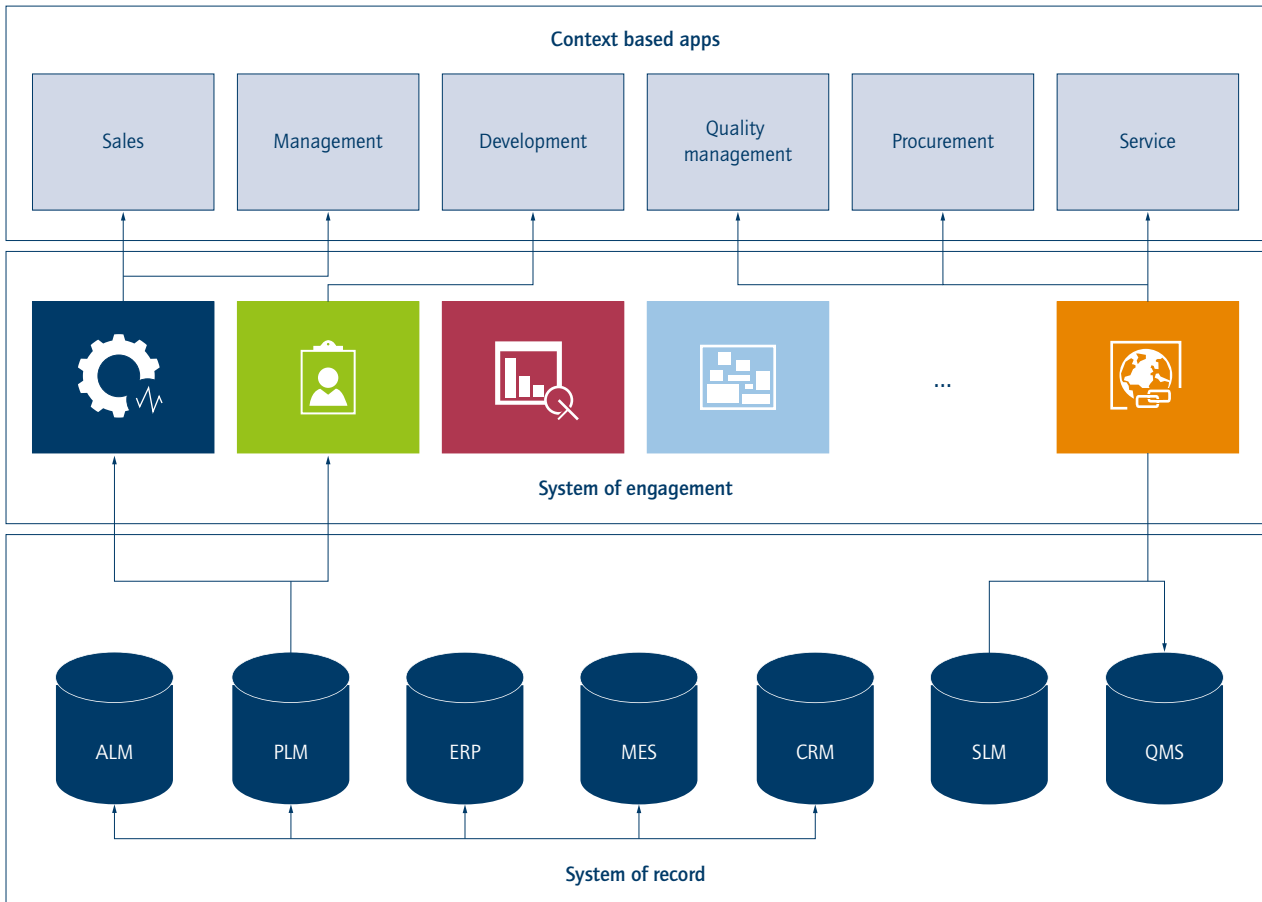 Context based apps
Sales
Management
Development
Quality
management
Procurement
Service
...
System of engagement
ALM
PLM
ERP
MES
CRM
SLM
QMS
System of record